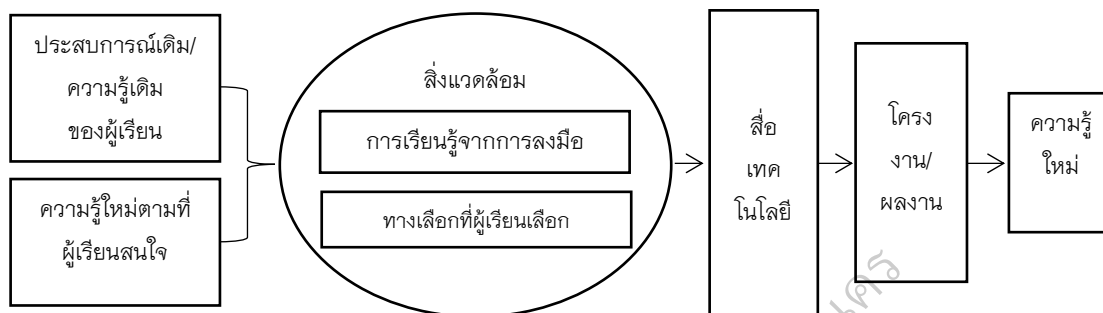 ประสบการณ์เดิม/
ความรู้เดิม
ของผู้เรียน
ความรู้ใหม่ตามที่
ผู้เรียนสนใจ
สิ่งแวดล้อม
การเรียนรู้จากการลงมือ
ทางเลือกที่ผู้เรียนเลือก
สื่อ
เทค
โนโลยี
โครง
งาน/
ผลงาน
ความรู้
ใหม่